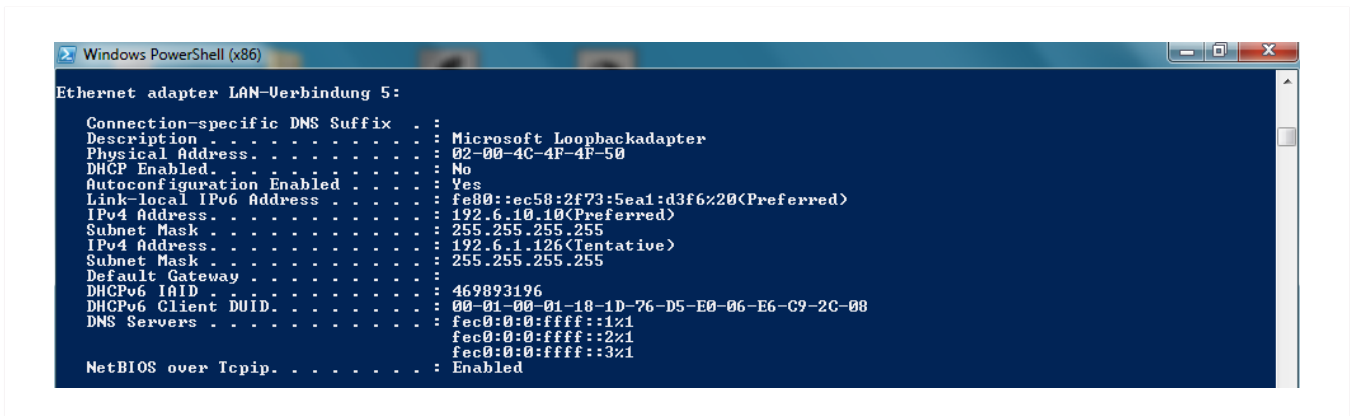 Windows PowerShell (x86)
Ethernet adapter LAN-Verbindung 5:
Connection-specific DNS Suffix  . :
Description . . . . . . . . . . . : Microsoft Loopbackadapter
Physical Address. . . . . . . . . : 02-00-4C-4F-4F-50
DHCP Enabled. . . . . . . . . . . : No
Autoconfiguration Enabled . . . . : Yes
Link-local IPv6 Address . . . . . : fe80::ec58:2f73:5ea1:d3f6%20(Preferred)
IPv4 Address. . . . . . . . . . . : 192.6.10.10(Preferred)
Subnet Mask . . . . . . . . . . . : 255.255.255.255
IPv4 Address. . . . . . . . . . . : 192.6.1.126(Tentative)
Subnet Mask . . . . . . . . . . . : 255.255.255.255
Default Gateway . . . . . . . . . :
DHCPv6 IAID . . . . . . . . . . . : 469893196
DHCPv6 Client DUID. . . . . . . . : 00-01-00-01-18-1D-76-D5-E0-06-E6-C9-2C-08
DNS Servers . . . . . . . . . . . : fec0:0:0:ffff::1%1
fec0:0:0:ffff::2%1
fec0:0:0:ffff::3%1
NetBIOS over Tcpip. . . . . . . . : Enabled